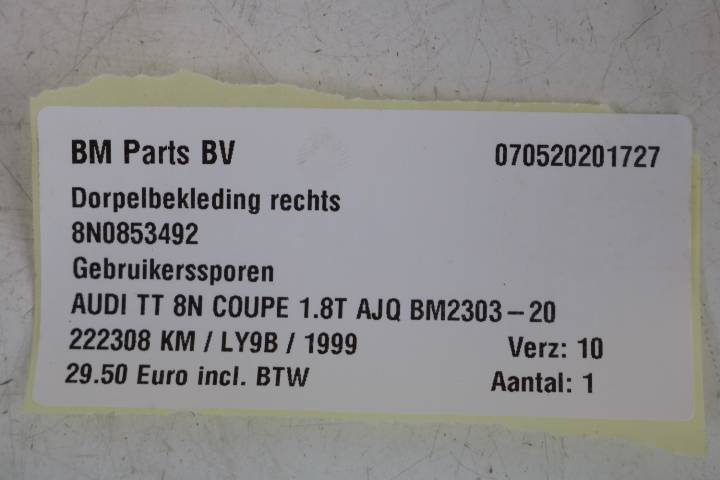 BM Parts BV 070520201727
Dorpelbekleding rechts
8N0853492
Gebruikerssporen
AUDI TT 8N COUPE 1.8T AJQ BM2303-20
222308 KM / LY9B / 1999 Verz: 10
29.50 Euro incl. BTW Aantal: 1